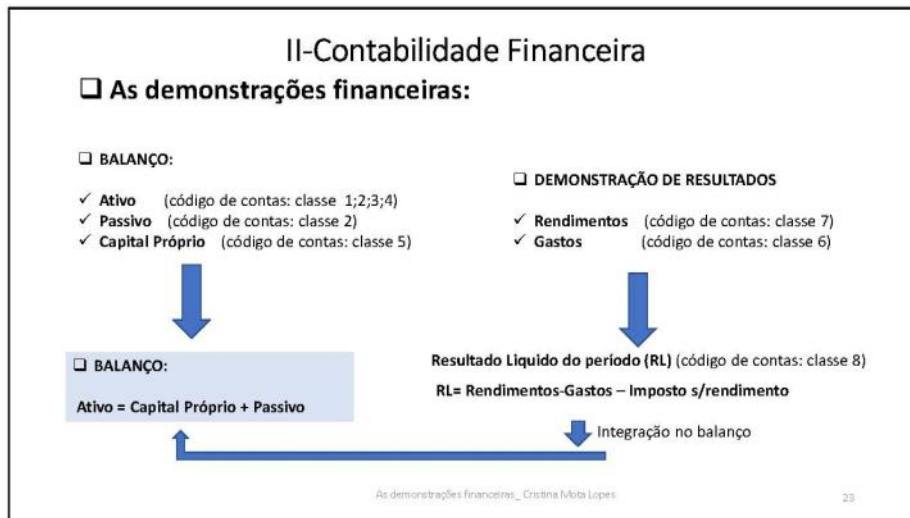 II-Contabilidade Financeira
❑ As demonstrações financeiras:
❑ BALANÇO:
✓ Ativo (código de contas: classe 1;2;3;4)
✓ Passivo (código de contas: classe 2)
✓ Capital Próprio (código de contas: classe 5)
❑ DEMONSTRAÇÃO DE RESULTADOS
✓ Rendimentos (código de contas: classe 7)
✓ Gastos (código de contas: classe 6)
❑ BALANÇO:
Ativo = Capital Próprio + Passivo
Resultado Liquido do período (RL) (código de contas: classe 8)
RL= Rendimentos-Gastos – Imposto s/rendimento
Integração no balanço
As demonstrações financeiras_ Cristina Mota Lopes
23